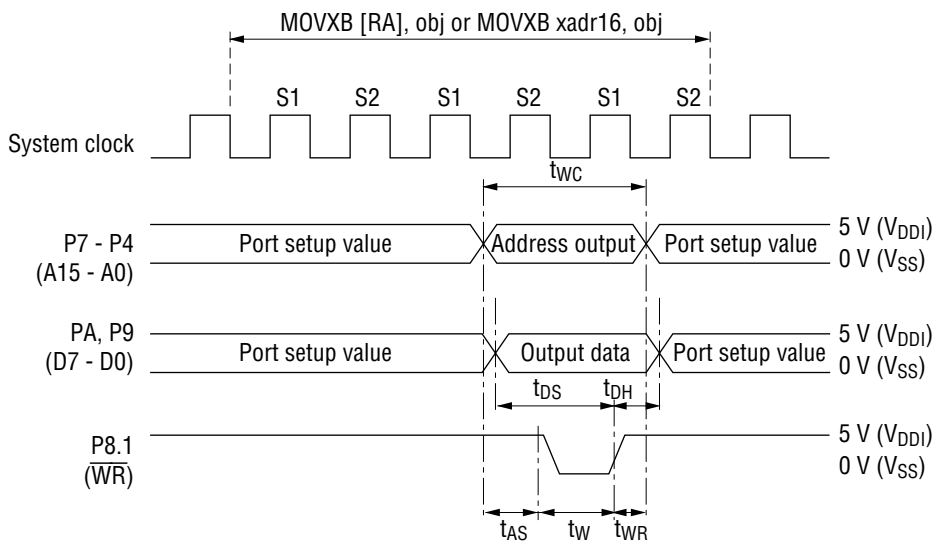 MOVXB [RA], obj or MOVXB xadr16, obj
S1 S2 S1 S2 S1 S2
System clock
tWC
P7 - P4
(A15 - A0)
Port setup value Address output Port setup value
5 V (VDDI)
0 V (VSS)
PA, P9
(D7 - D0)
Port setup value Output data Port setup value
5 V (VDDI)
0 V (VSS)
tDS tDH
P8.1
(WR)
5 V (VDDI)
0 V (VSS)
tAS tW tWR